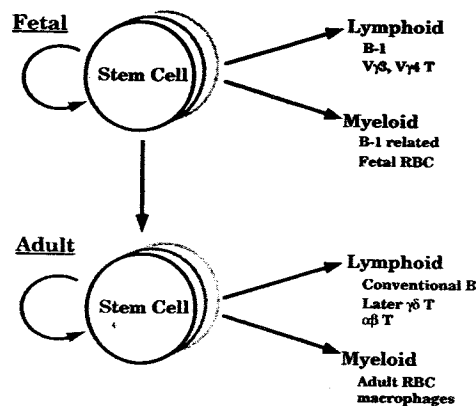 Fetal
Stem Cell
Lymphoid
B-1
Vγ3, Vγ4 T
Myeloid
B-1 related
Fetal RBC
Adult
Stem Cell
Lymphoid
Conventional B
Later γδ T
αβ T
Myeloid
Adult RBC
macrophages